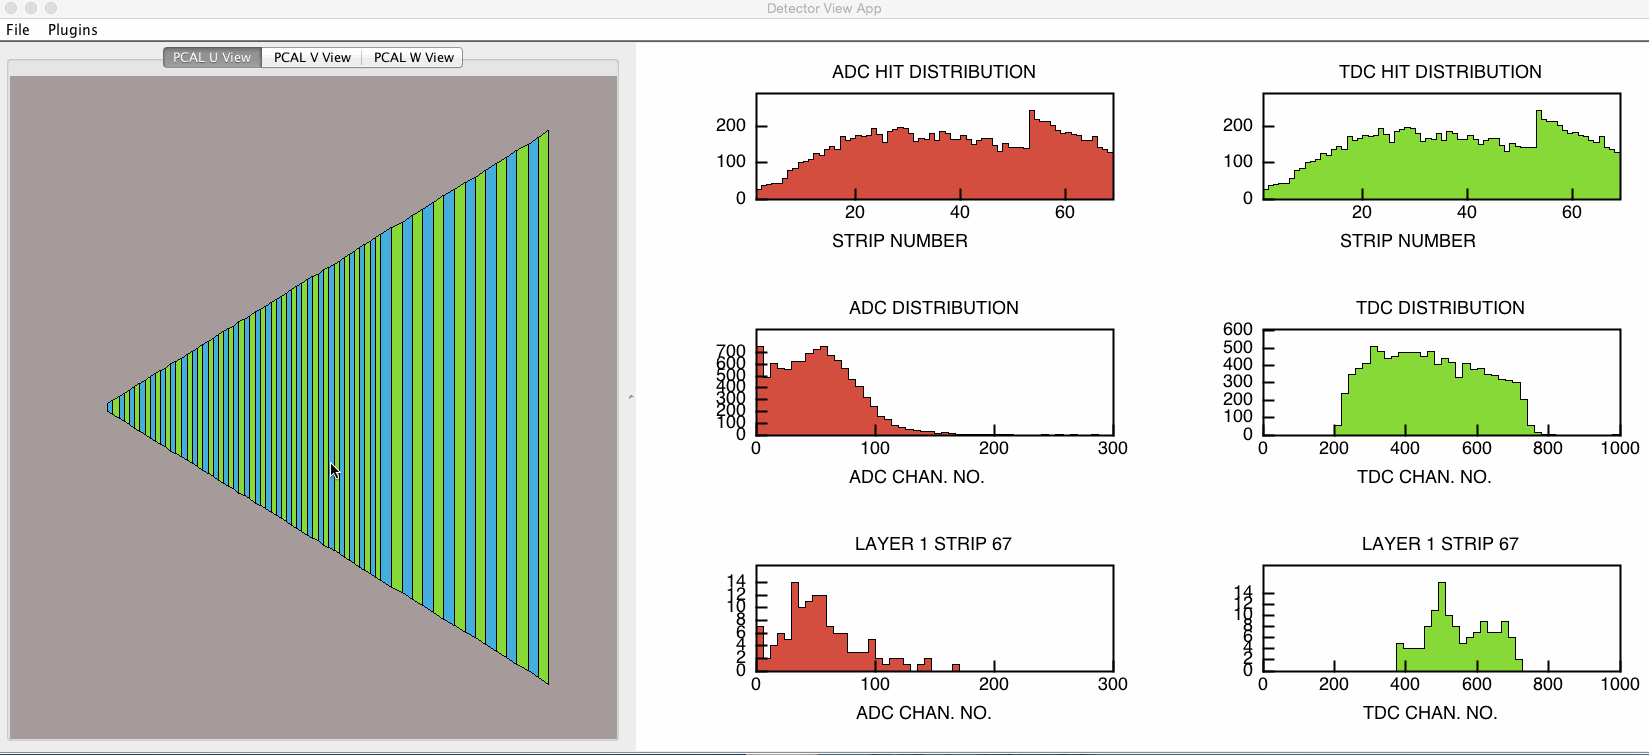 Detector View App
File Plugins
PCAL U View PCAL V View PCAL W View
ADC HIT DISTRIBUTION
200
100
0
20 40 60
STRIP NUMBER
TDC HIT DISTRIBUTION
200
100
0
20 40 60
STRIP NUMBER
ADC DISTRIBUTION
700
600
500
400
300
200
100
0
0 100 200 300
ADC CHAN. NO.
TDC DISTRIBUTION
600
500
400
300
200
100
0
0 200 400 600 800 1000
TDC CHAN. NO.
LAYER 1 STRIP 67
14
12
10
8
6
4
2
0
0 100 200 300
ADC CHAN. NO.
LAYER 1 STRIP 67
14
12
10
8
6
4
2
0
0 200 400 600 800 1000
TDC CHAN. NO.